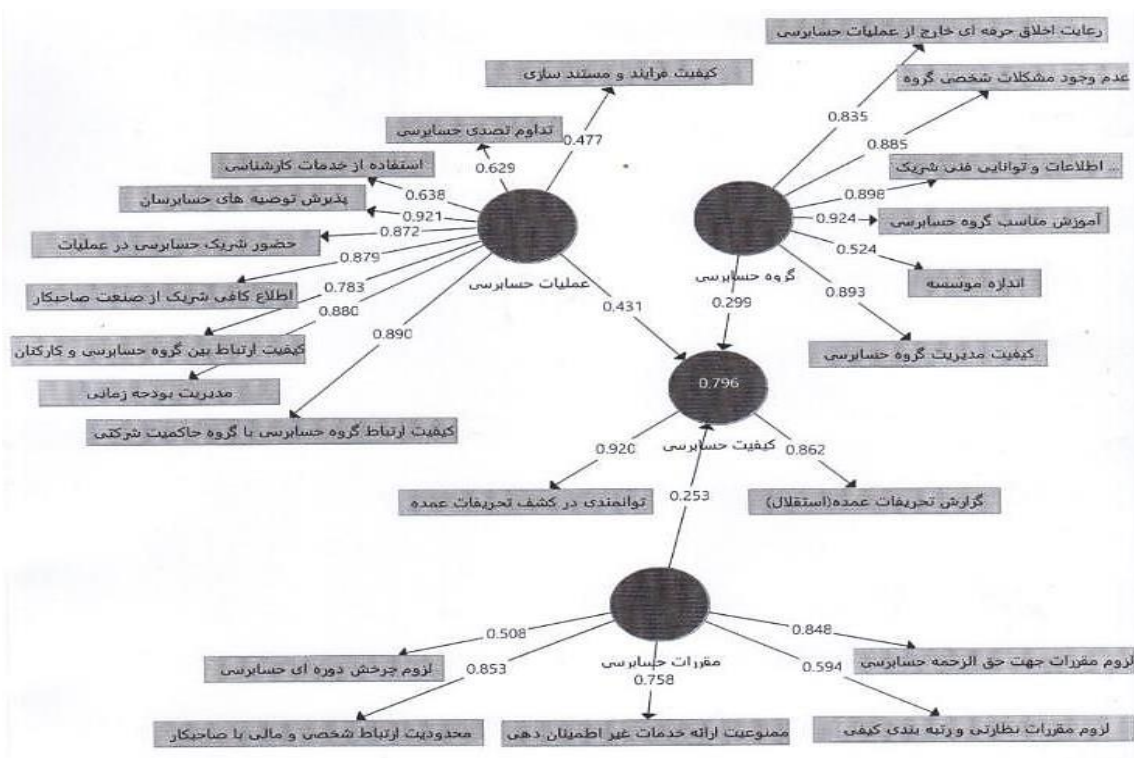 رعایت اخلاق حرفه ای خارج از عملیات حسابرسی
عدم وجود مشکلات شخصی گروه
اطلاعات و توانایی فنی شریک ...
آموزش مناسب گروه حسابرسی
اندازه موسسه
کیفیت مدیریت گروه حسابرسی
0.835
0.885
0.898
0.924
0.524
0.893
گروه حسابرسی
0.299
کیفیت فرایند و مستند سازی
تداوم تصدی حسابرسی
استفاده از خدمات کارشناسی
پذیرش توصیه های حسابرسان
حضور شریک حسابرسی در عملیات
اطلاع کافی شریک از صنعت صاحبکار
کیفیت ارتباط بین گروه حسابرسی و کارکنان
مدیریت بودجه زمانی
کیفیت ارتباط گروه حسابرسی با گروه حاکمیت شرکتی
0.477
0.629
0.638
0.921
0.872
0.879
0.783
0.880
0.890
عملیات حسابرسی
0.431
0.796
کیفیت حسابرسی
0.862
0.920
گزارش تحریفات عمده(استقلال)
توانمندی در کشف تحریفات عمده
0.253
مقررات حسابرسی
0.848
0.594
0.758
0.853
0.508
لزوم مقررات جهت حق الزحمه حسابرسی
لزوم چرخش دوره ای حسابرسی
لزوم مقررات نظارتی و رتبه بندی کیفی
ممنوعیت ارائه خدمات غیر اطمینان دهی
محدودیت ارتباط شخصی و مالی با صاحبکار